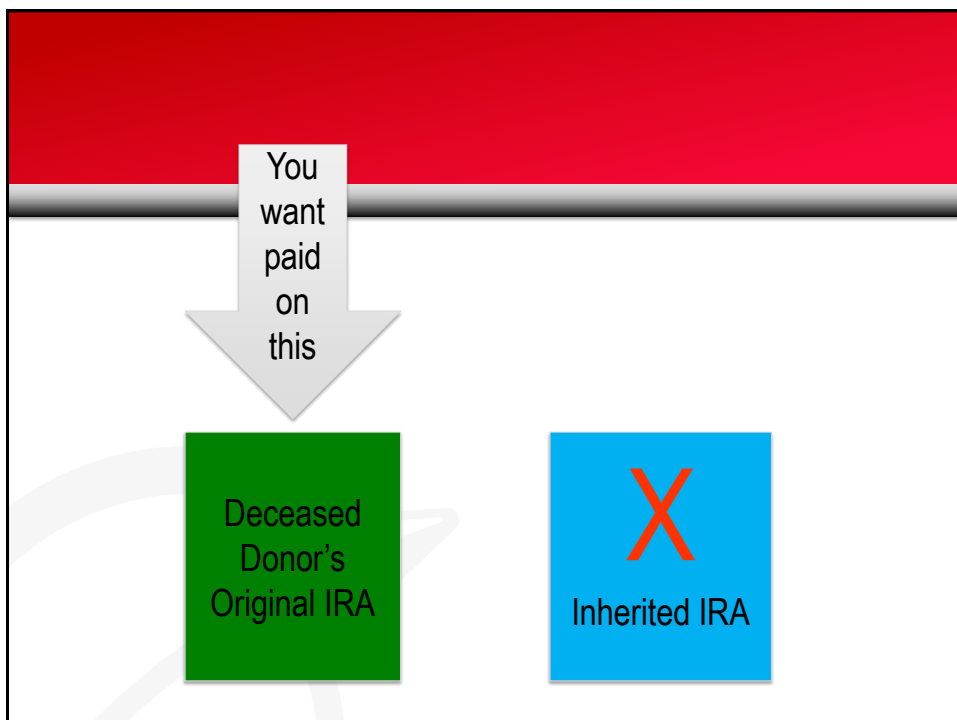 You
want
paid
on
this
Deceased
Donor’s
Original IRA
X
Inherited IRA